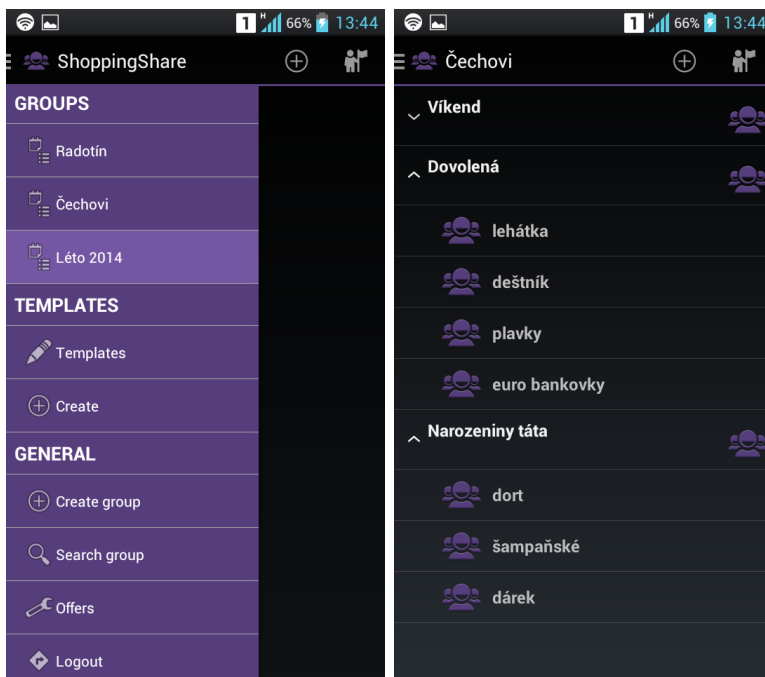 1 H 66% 13:44
ShoppingShare
GROUPS
Radotín
Čechovi
Léto 2014
TEMPLATES
Templates
Create
GENERAL
Create group
Search group
Offers
Logout
1 H 66% 13:44
Čechovi
Víkend
Dovolená
lehátka
deštník
plavky
euro bankovky
Narozeniny táta
dort
šampaňské
dárek